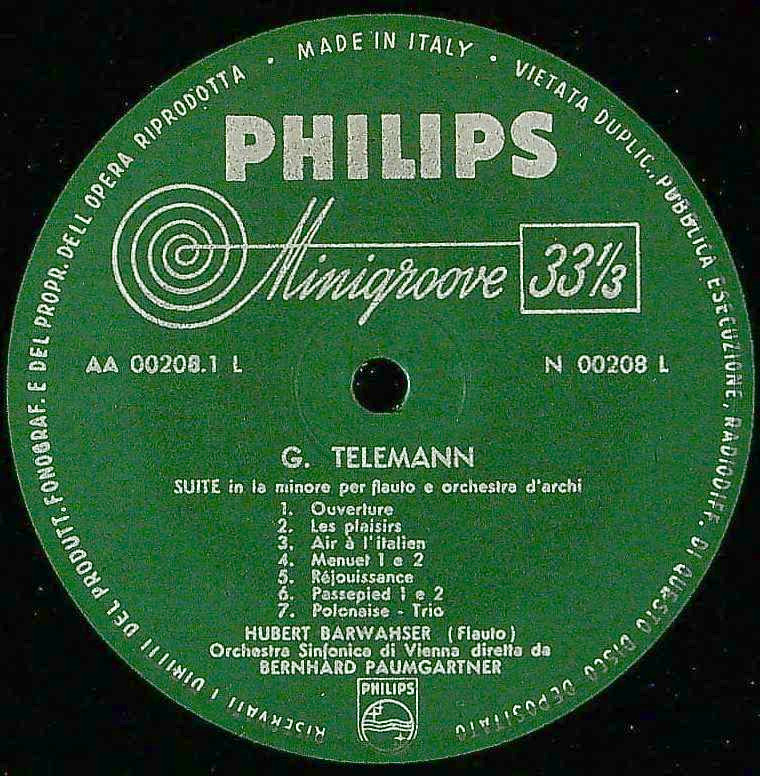 RISERVATI I DIRITTI DEL PRODUTT. FONOGRAF. E DEL PROPR. DELL OPERA RIPRODOTTA • MADE IN ITALY • VIETATA DUPLIC., PUBBLICA ESECUZIONE, RADIODIFF. DI QUESTO DISCO DEPOSITATO
PHILIPS
Minigroove 33⅓
AA 00208.1 L N 00208 L
G. TELEMANN
SUITE in la minore per flauto e orchestra d'archi
1. Ouverture
2. Les plaisirs
3. Air à l'italien
4. Menuet 1 e 2
5. Réjouissance
6. Passepied 1 e 2
7. Polonaise - Trio
HUBERT BARWAHSER (Flauto)
Orchestra Sinfonica di Vienna diretta da
BERNHARD PAUMGARTNER
PHILIPS